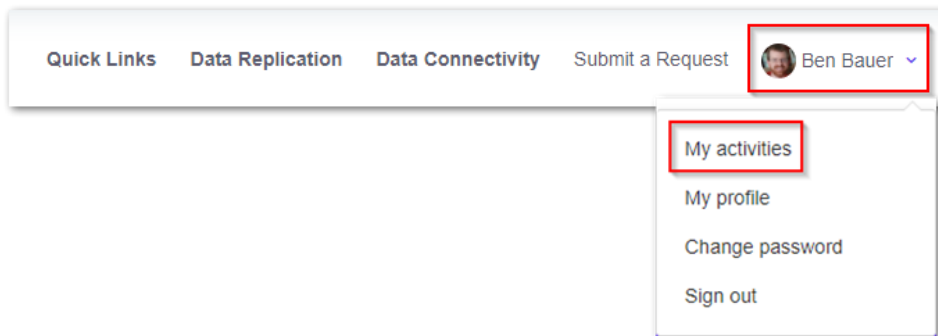 Quick Links Data Replication Data Connectivity Submit a Request Ben Bauer
My activities
My profile
Change password
Sign out